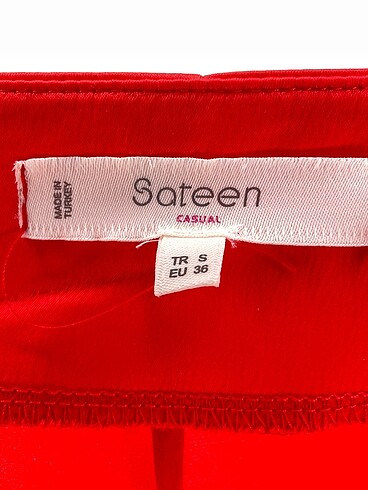 MADE IN
TURKEY
Sateen
CASUAL
TR S
EU 36